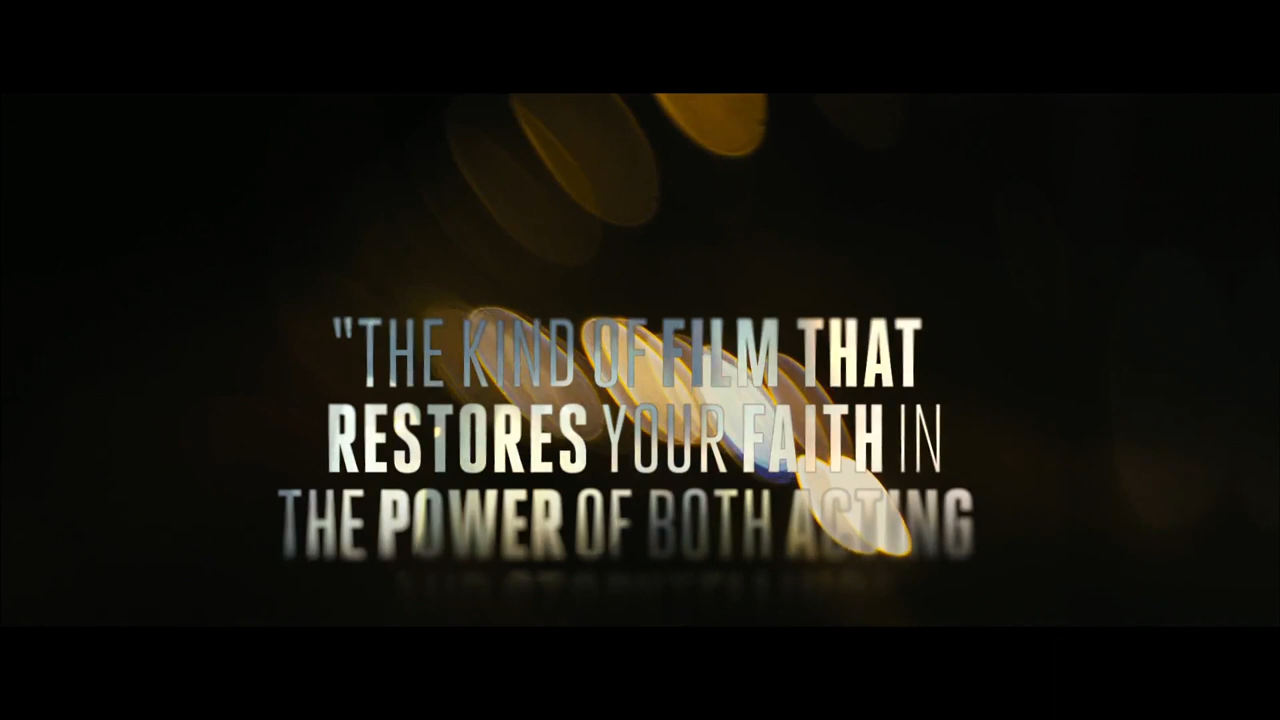 "THE KIND OF FILM THAT
RESTORES YOUR FAITH IN
THE POWER OF BOTH ACTING